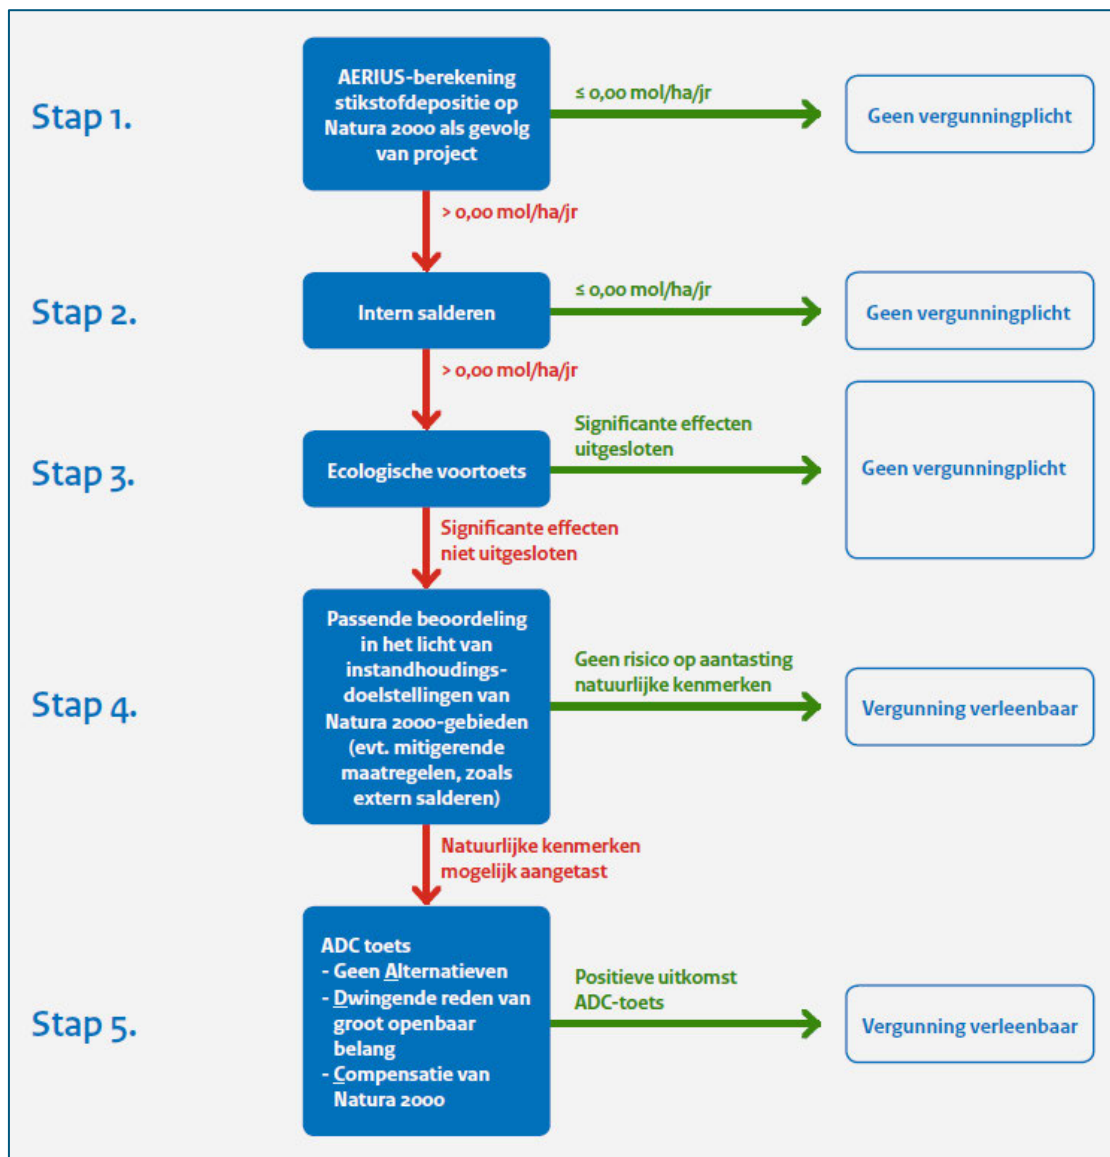 Stap 1.
AERIUS-berekening
stikstofdepositie op
Natura 2000 als gevolg
van project
≤ 0,00 mol/ha/jr
Geen vergunningplicht
> 0,00 mol/ha/jr
Stap 2.
Intern salderen
≤ 0,00 mol/ha/jr
Geen vergunningplicht
> 0,00 mol/ha/jr
Stap 3.
Ecologische voortoets
Significante effecten
uitgesloten
Geen vergunningplicht
Significante effecten
niet uitgesloten
Stap 4.
Passende beoordeling
in het licht van
instandhoudings-
doelstellingen van
Natura 2000-gebieden
(evt. mitigerende
maatregelen, zoals
extern salderen)
Geen risico op aantasting
natuurlijke kenmerken
Vergunning verleenbaar
Natuurlijke kenmerken
mogelijk aangetast
Stap 5.
ADC toets
- Geen Alternatieven
- Dwingende reden van
groot openbaar
belang
- Compensatie van
Natura 2000
Positieve uitkomst
ADC-toets
Vergunning verleenbaar